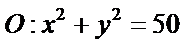 O : x² + y² = 50